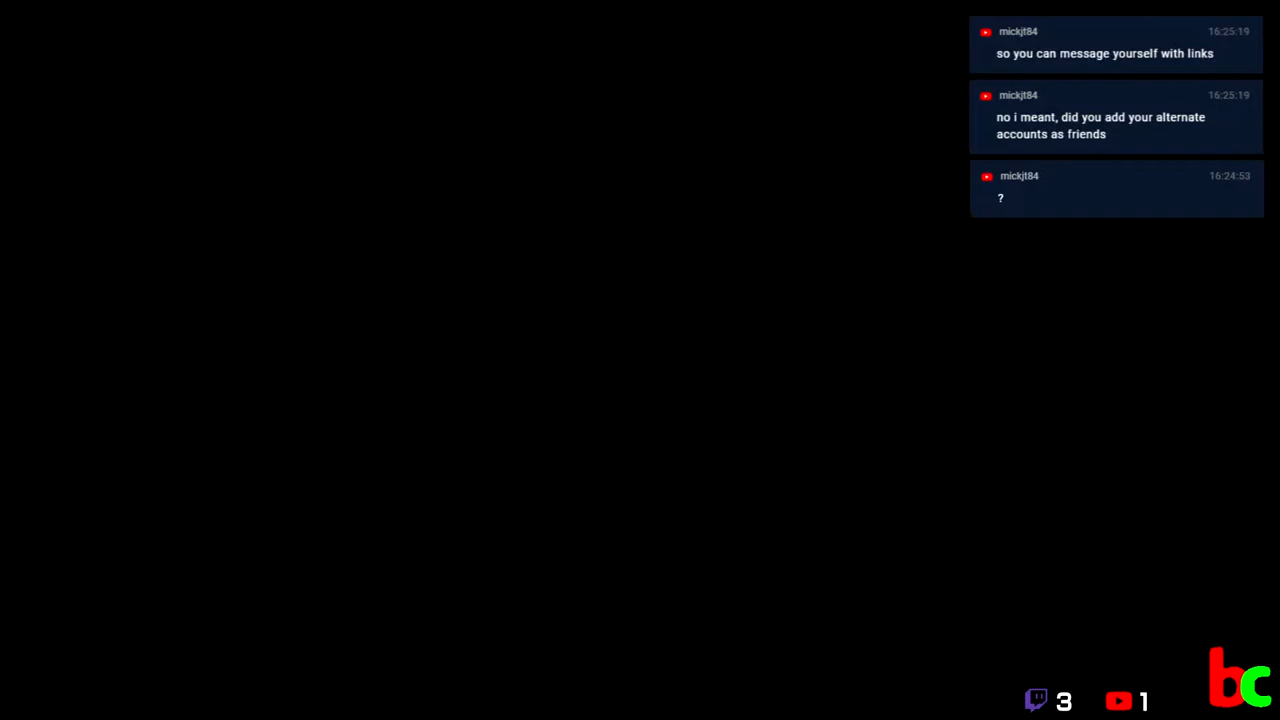 mickjt84 16:25:19
so you can message yourself with links
mickjt84 16:25:19
no i meant, did you add your alternate
accounts as friends
mickjt84 16:24:53
?
3 1
bc